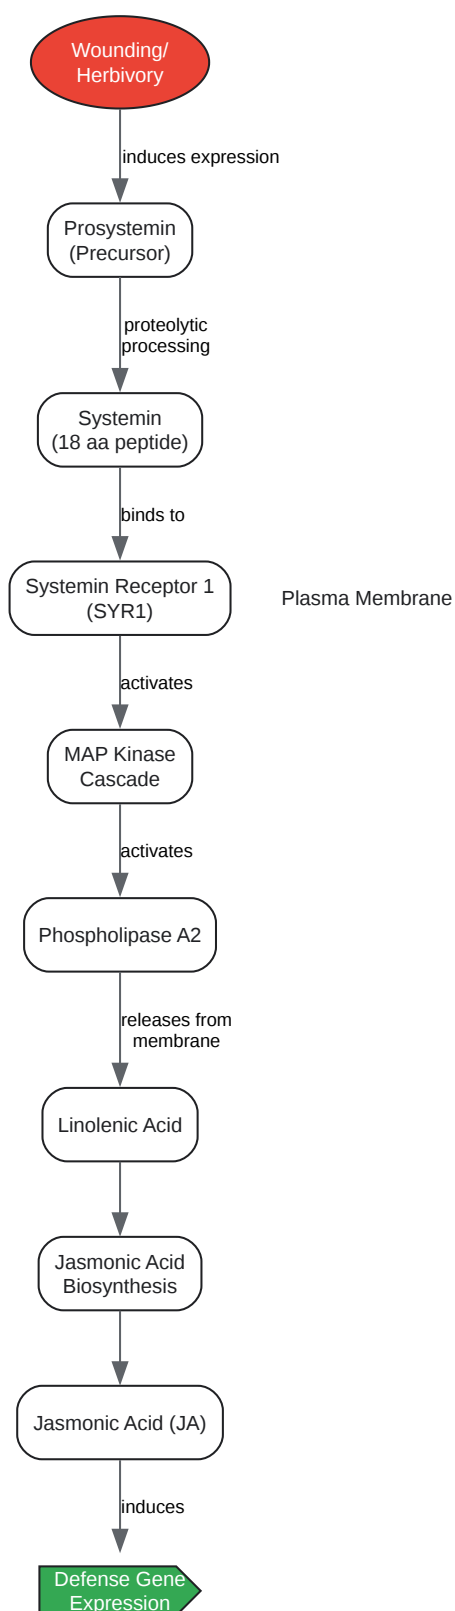 Wounding/
Herbivory
induces expression
Prosystemin
(Precursor)
proteolytic
processing
Systemin
(18 aa peptide)
binds to
Systemin Receptor 1
(SYR1)
Plasma Membrane
activates
MAP Kinase
Cascade
activates
Phospholipase A2
releases from
membrane
Linolenic Acid
Jasmonic Acid
Biosynthesis
Jasmonic Acid (JA)
induces
Defense Gene
Expression